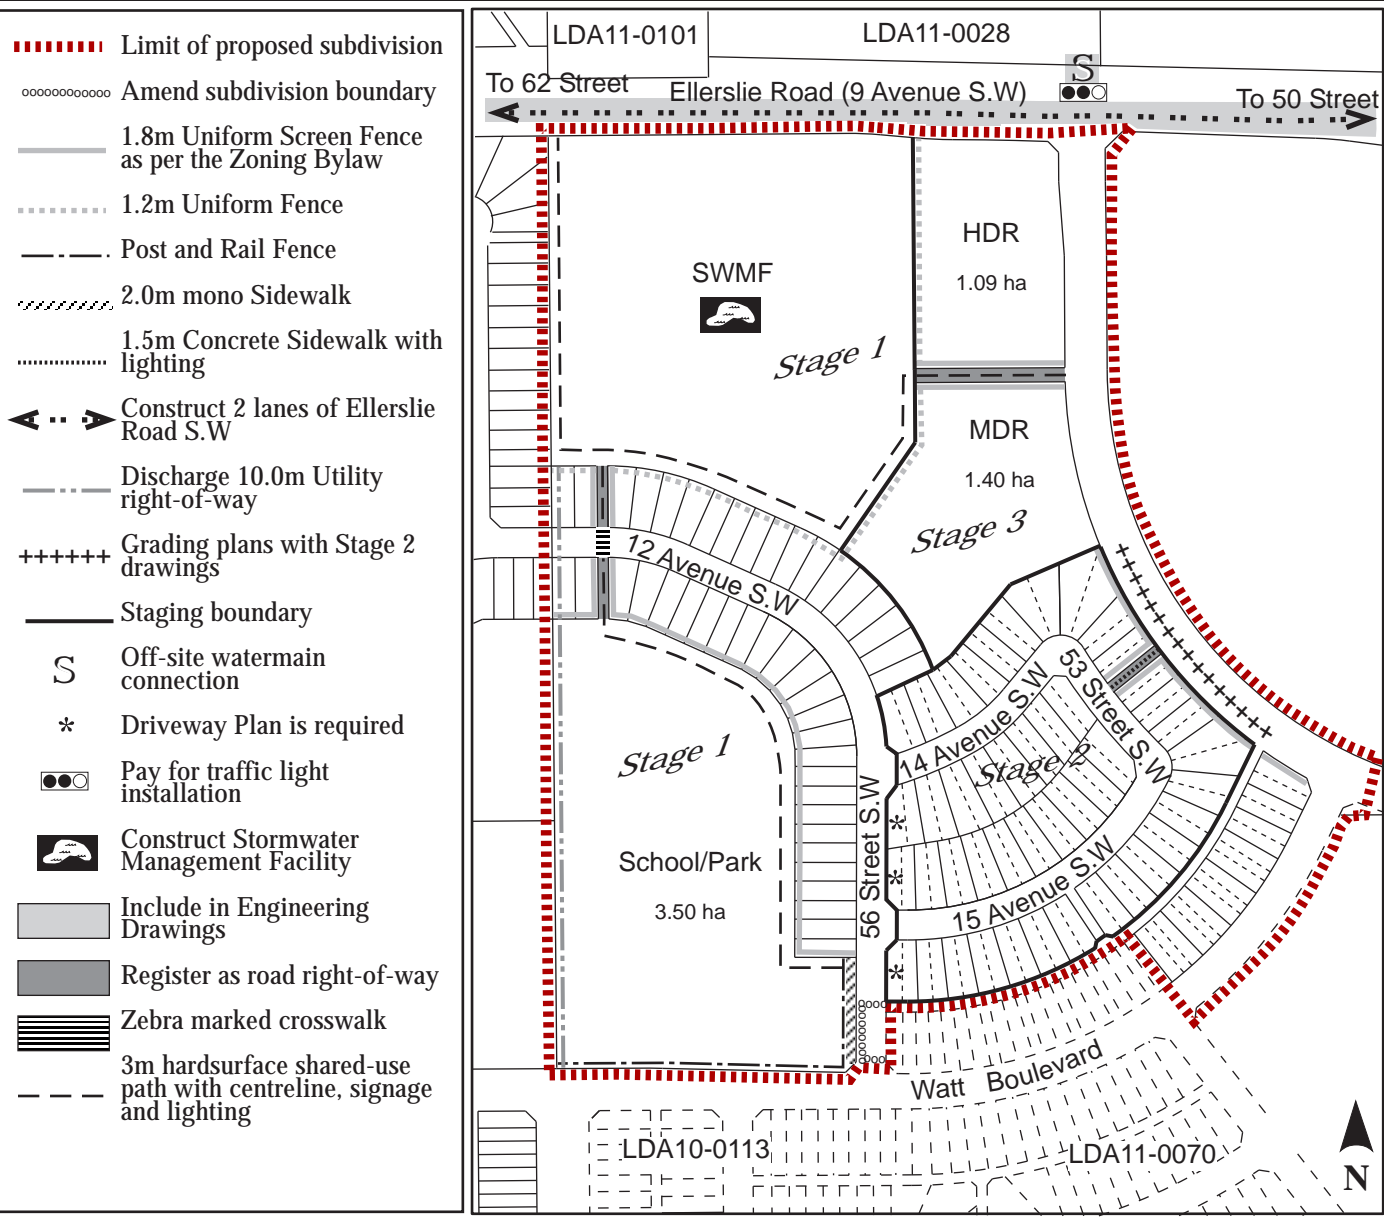 Limit of proposed subdivision
Amend subdivision boundary
1.8m Uniform Screen Fence
as per the Zoning Bylaw
1.2m Uniform Fence
Post and Rail Fence
2.0m mono Sidewalk
1.5m Concrete Sidewalk with
lighting
Construct 2 lanes of Ellerslie
Road S.W
Discharge 10.0m Utility
right-of-way
Grading plans with Stage 2
drawings
Staging boundary
S
Off-site watermain
connection
*
Driveway Plan is required
Pay for traffic light
installation
Construct Stormwater
Management Facility
Include in Engineering
Drawings
Register as road right-of-way
Zebra marked crosswalk
3m hardsurface shared-use
path with centreline, signage
and lighting
LDA11-0101
LDA11-0028
S
To 62 Street
Ellerslie Road (9 Avenue S.W)
To 50 Street
HDR
1.09 ha
SWMF
Stage 1
MDR
1.40 ha
Stage 3
12 Avenue S.W
53 Street S.W
14 Avenue S.W
Stage 2
Stage 1
56 Street S.W
*
*
*
School/Park
3.50 ha
15 Avenue S.W
Watt Boulevard
LDA10-0113
LDA11-0070
N